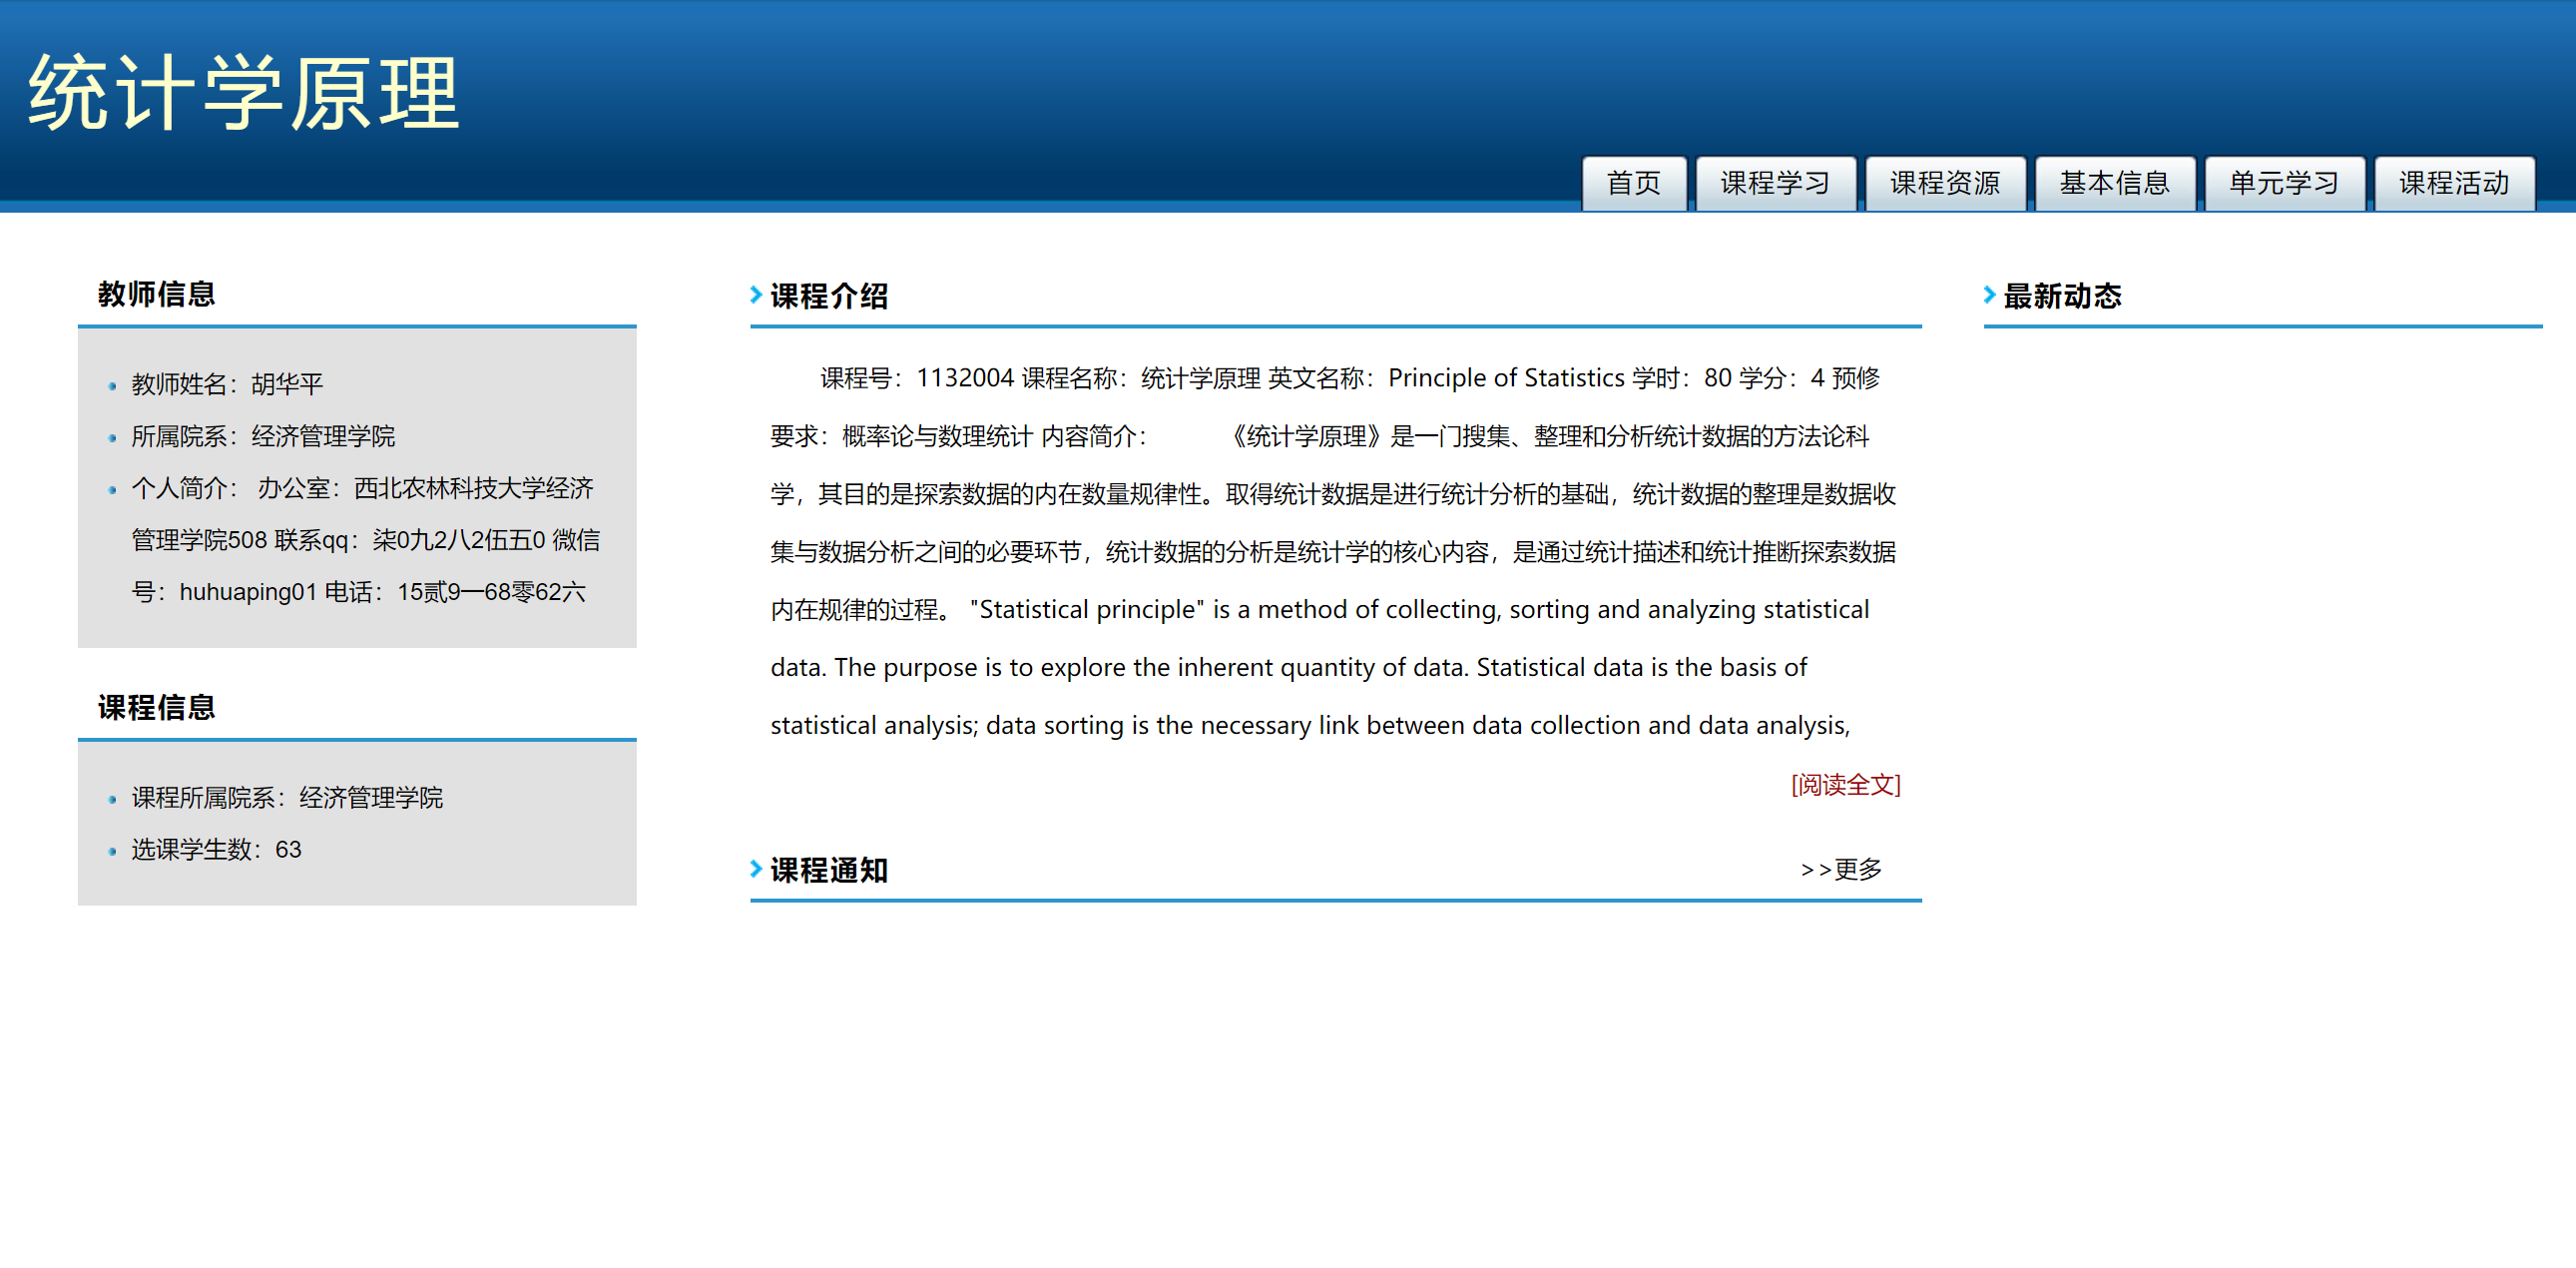 统计学原理
首页 课程学习 课程资源 基本信息 单元学习 课程活动
教师信息
教师姓名：胡华平
所属院系：经济管理学院
个人简介： 办公室：西北农林科技大学经济
管理学院508 联系qq：柒0九2八2伍五0 微信
号：huhuaping01 电话：15贰9一68零62六
课程信息
课程所属院系：经济管理学院
选课学生数：63
课程介绍
课程号：1132004 课程名称：统计学原理 英文名称：Principle of Statistics 学时：80 学分：4 预修
要求：概率论与数理统计 内容简介： 《统计学原理》是一门搜集、整理和分析统计数据的方法论科
学，其目的是探索数据的内在数量规律性。取得统计数据是进行统计分析的基础，统计数据的整理是数据收
集与数据分析之间的必要环节，统计数据的分析是统计学的核心内容，是通过统计描述和统计推断探索数据
内在规律的过程。 "Statistical principle" is a method of collecting, sorting and analyzing statistical
data. The purpose is to explore the inherent quantity of data. Statistical data is the basis of
statistical analysis; data sorting is the necessary link between data collection and data analysis,
[阅读全文]
课程通知
>>更多
最新动态